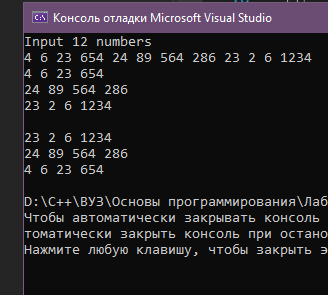 Консоль отладки Microsoft Visual Studio
Input 12 numbers
4 6 23 654 24 89 564 286 23 2 6 1234
4 6 23 654
24 89 564 286
23 2 6 1234
23 2 6 1234
24 89 564 286
4 6 23 654
D:\C++\ВУЗ\Основы программирования\Лаб
Чтобы автоматически закрывать консоль
томатически закрыть консоль при остано
Нажмите любую клавишу, чтобы закрыть э